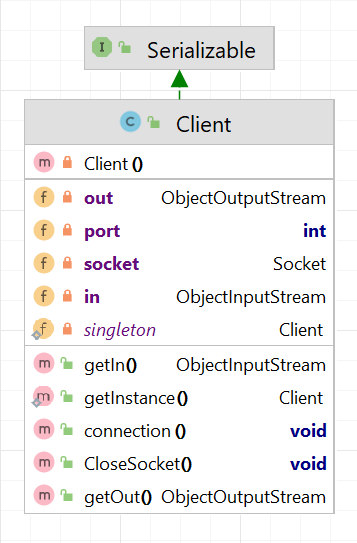 I Serializable
C Client
m Client ()
f out ObjectOutputStream
f port int
f socket Socket
f in ObjectInputStream
f singleton Client
m getIn() ObjectInputStream
m getInstance() Client
m connection () void
m CloseSocket() void
m getOut() ObjectOutputStream